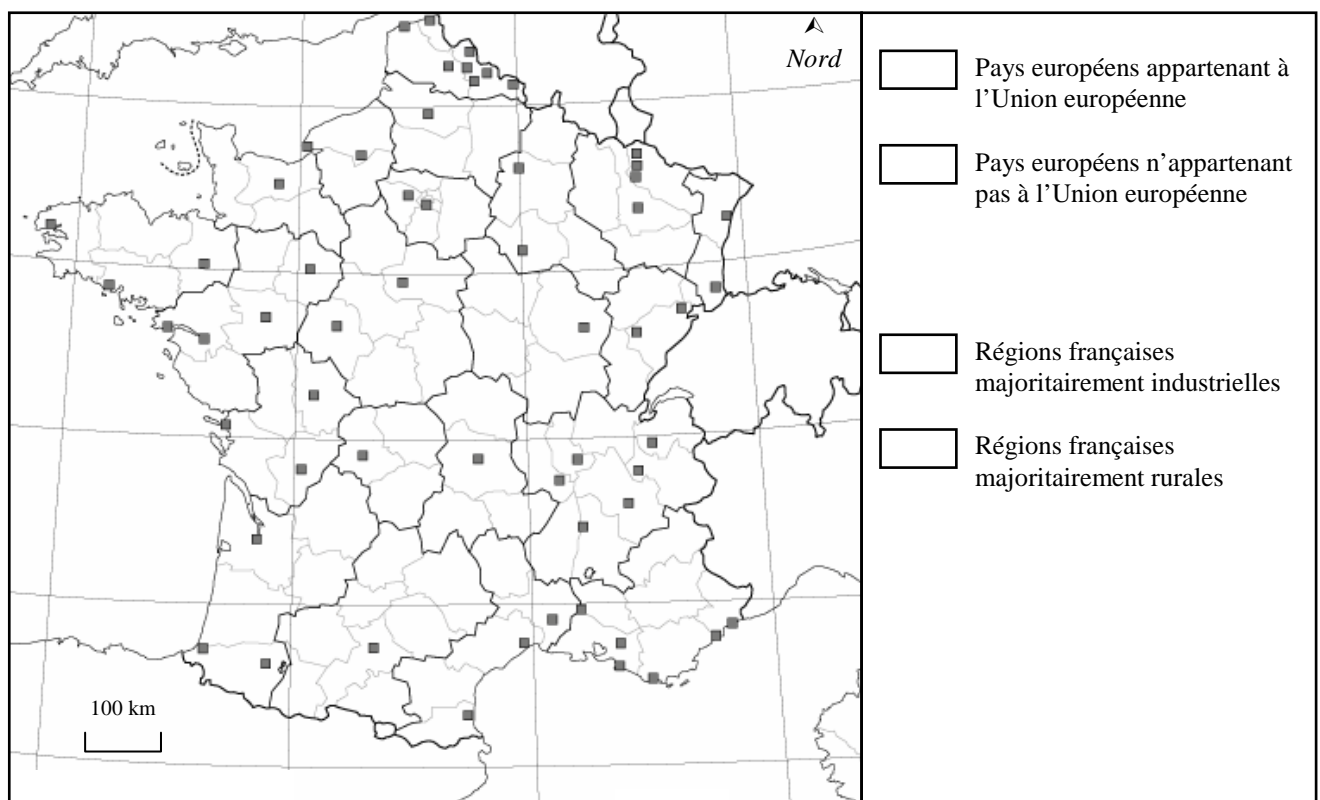 Nord
100 km
Pays européens appartenant à
l'Union européenne
Pays européens n'appartenant
pas à l'Union européenne
Régions françaises
majoritairement industrielles
Régions françaises
majoritairement rurales